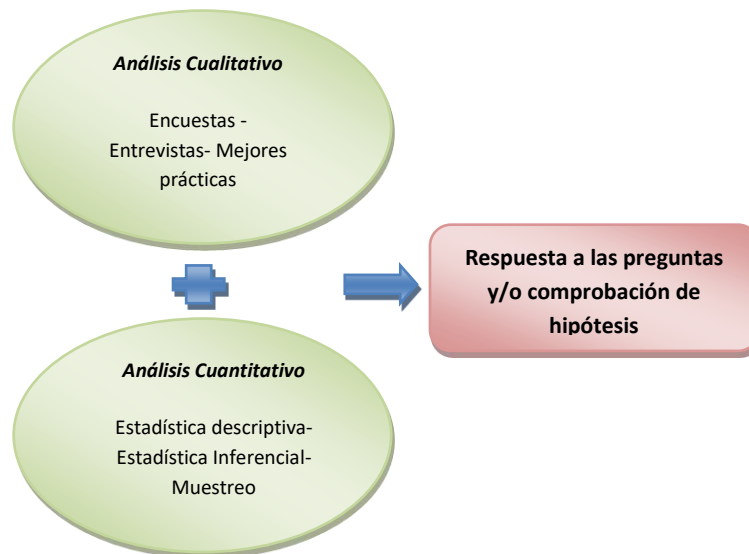 Análisis Cualitativo
Encuestas -
Entrevistas- Mejores
prácticas
Respuesta a las preguntas
y/o comprobación de
hipótesis
Análisis Cuantitativo
Estadística descriptiva-
Estadística Inferencial-
Muestreo